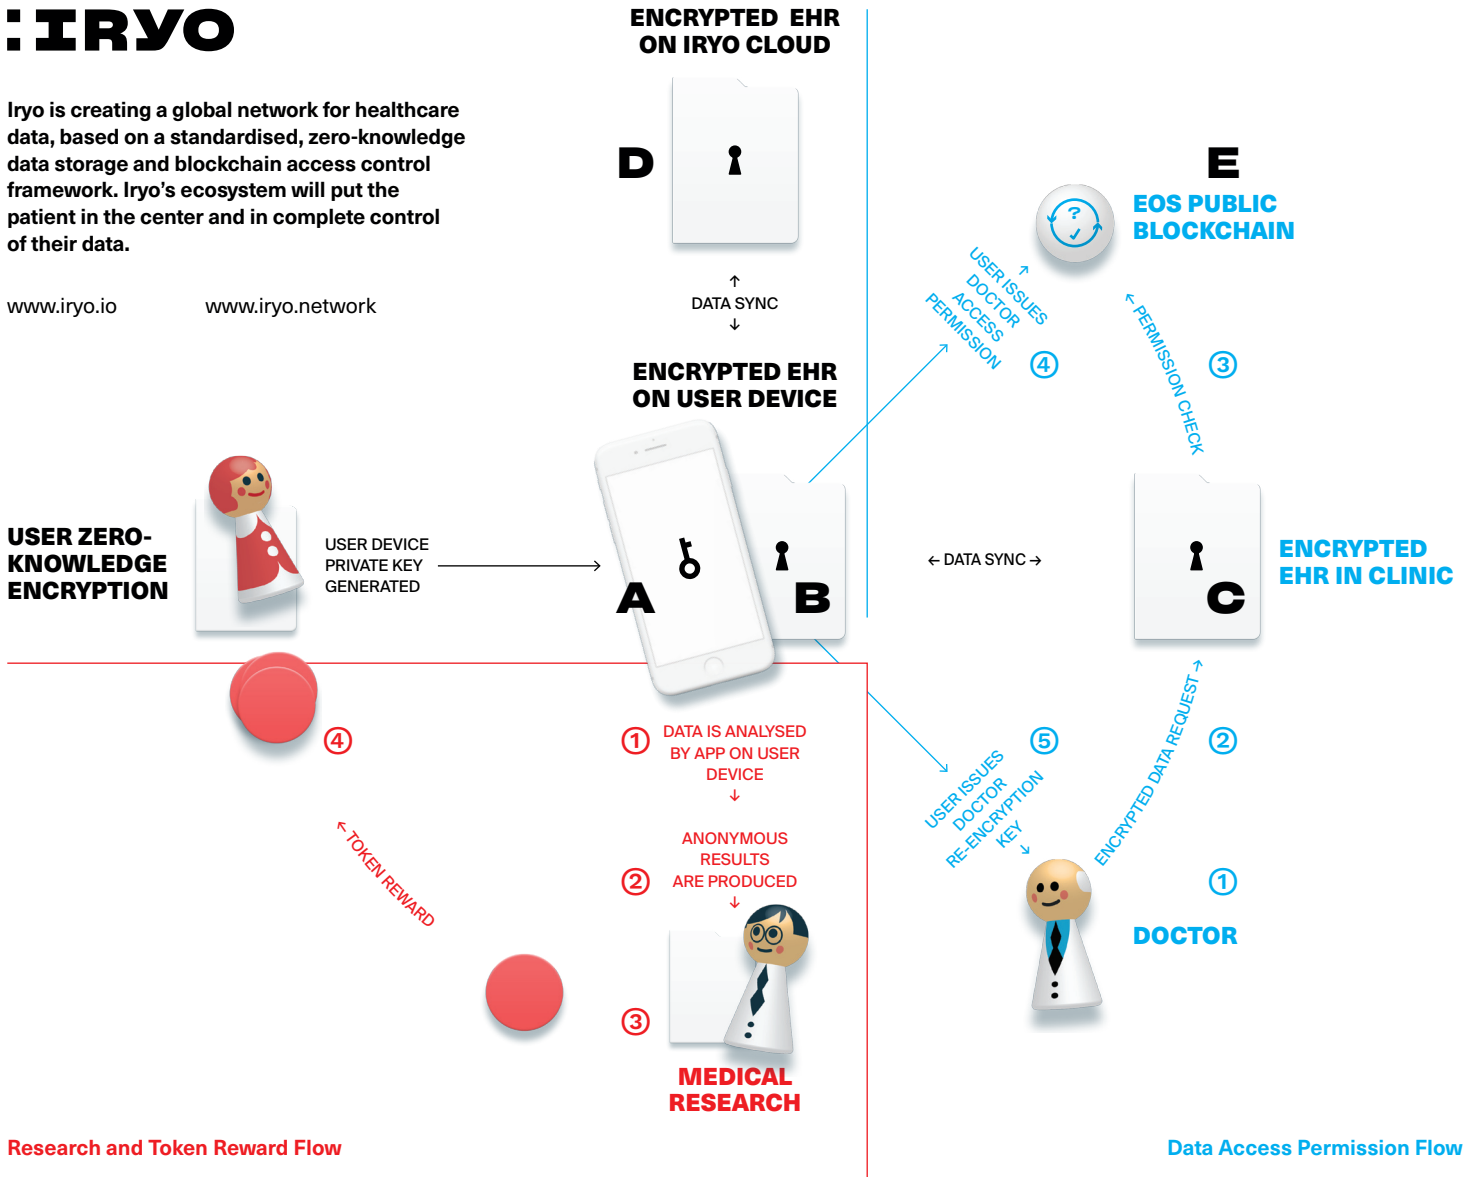 :IRYO
Iryo is creating a global network for healthcare
data, based on a standardised, zero-knowledge
data storage and blockchain access control
framework. Iryo's ecosystem will put the
patient in the center and in complete control
of their data.
www.iryo.io
www.iryo.network
ENCRYPTED EHR
ON IRYO CLOUD
D
DATA SYNC
ENCRYPTED EHR
ON USER DEVICE
USER ZERO-
KNOWLEDGE
ENCRYPTION
USER DEVICE
PRIVATE KEY
GENERATED
A
B
DATA SYNC
E
EOS PUBLIC
BLOCKCHAIN
?
USER ISSUES
DOCTOR
ACCESS
PERMISSION
4
PERMISSION CHECK
3
ENCRYPTED
EHR IN CLINIC
C
ENCRYPTED DATA REQUEST
2
5
USER ISSUES
DOCTOR
RE-ENCRYPTION
KEY
1
DOCTOR
1
DATA IS ANALYSED
BY APP ON USER
DEVICE
2
ANONYMOUS
RESULTS
ARE PRODUCED
3
MEDICAL
RESEARCH
4
TOKEN REWARD
Research and Token Reward Flow
Data Access Permission Flow